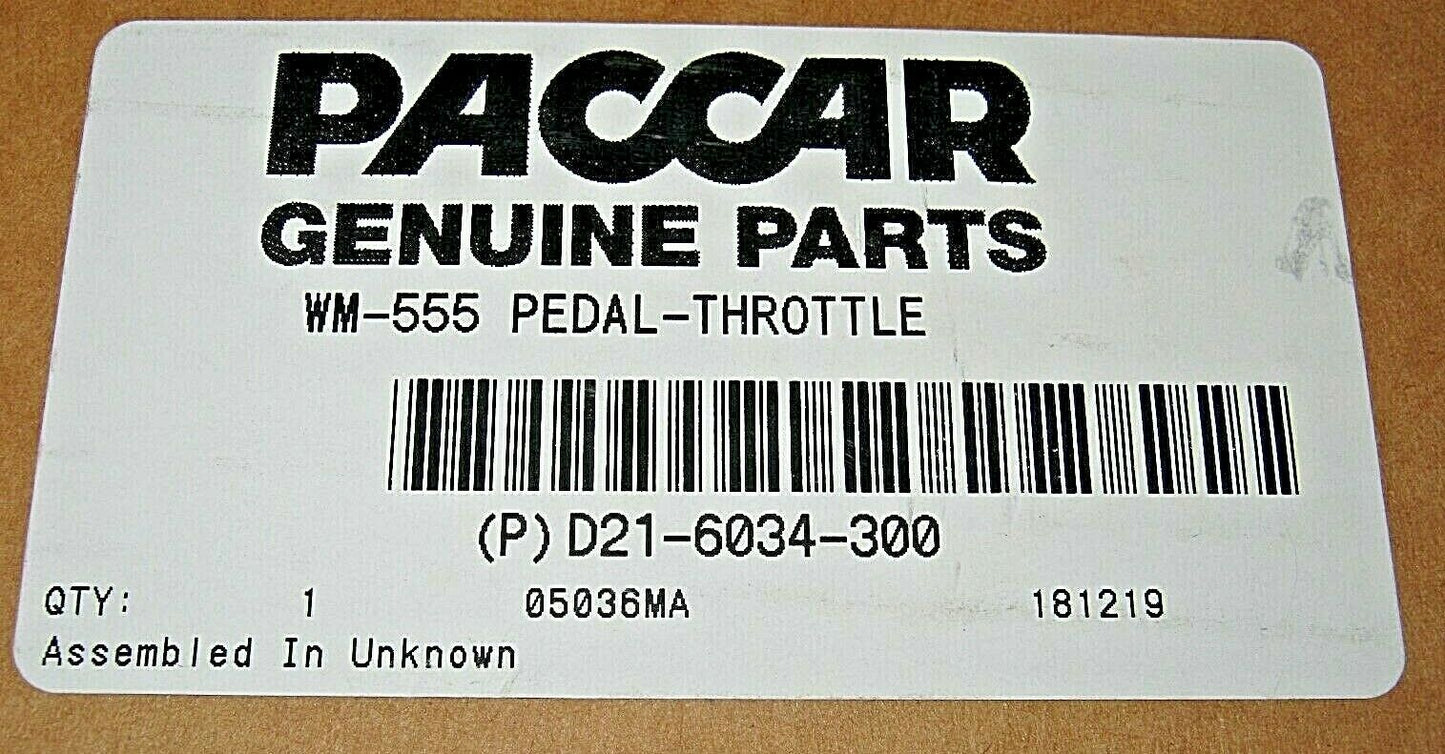 PACCAR
GENUINE PARTS
WM-555 PEDAL-THROTTLE
(P) D21-6034-300
QTY: 1 05036MA 181219
Assembled In Unknown